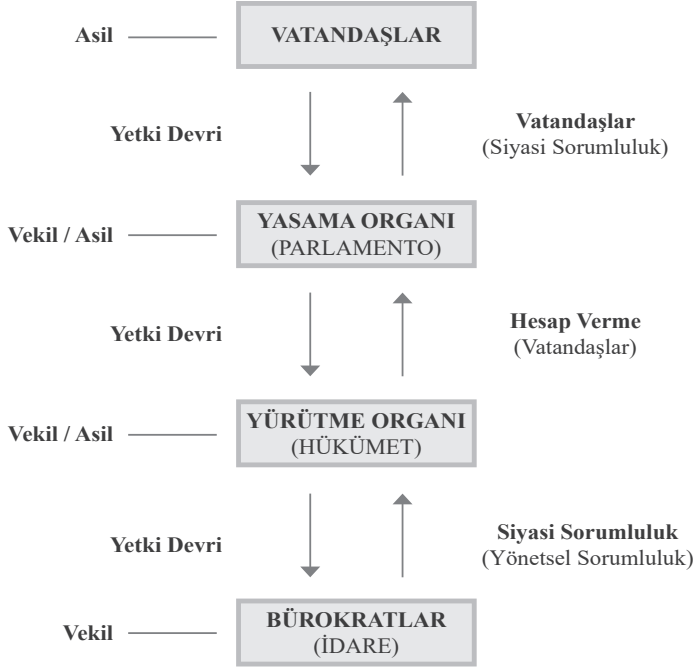 Asil
VATANDAŞLAR
Yetki Devri
Vatandaşlar
(Siyasi Sorumluluk)
Vekil / Asil
YASAMA ORGANI
(PARLAMENTO)
Yetki Devri
Hesap Verme
(Vatandaşlar)
Vekil / Asil
YÜRÜTME ORGANI
(HÜKÜMET)
Yetki Devri
Siyasi Sorumluluk
(Yönetsel Sorumluluk)
Vekil
BÜROKRATLAR
(İDARE)